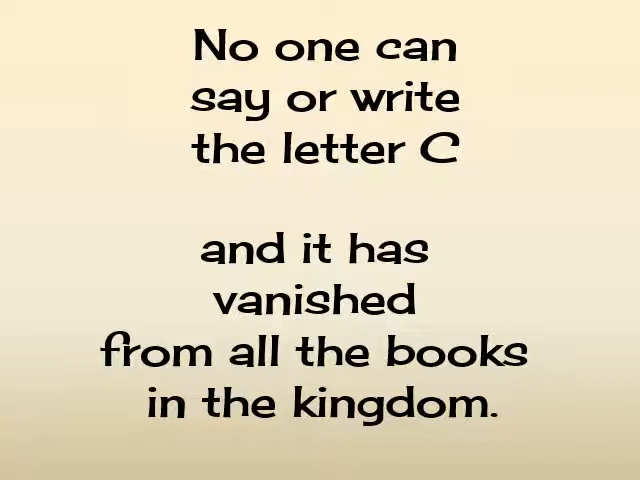 No one can
say or write
the letter C
and it has
vanished
from all the books
in the kingdom.